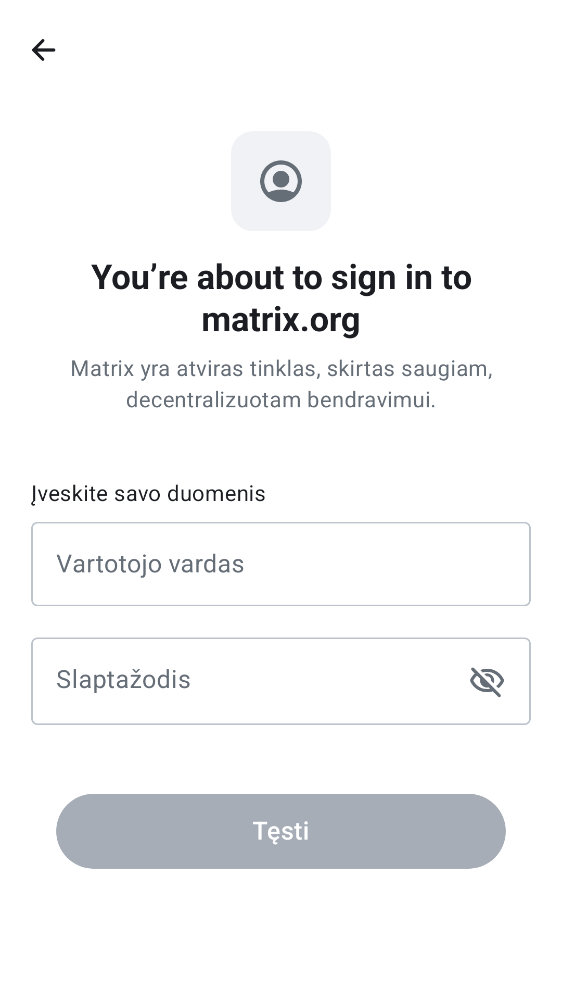 You’re about to sign in to
matrix.org
Matrix yra atviras tinklas, skirtas saugiam,
decentralizuotam bendravimui.
Įveskite savo duomenis
Vartotojo vardas
Slaptažodis
Tęsti